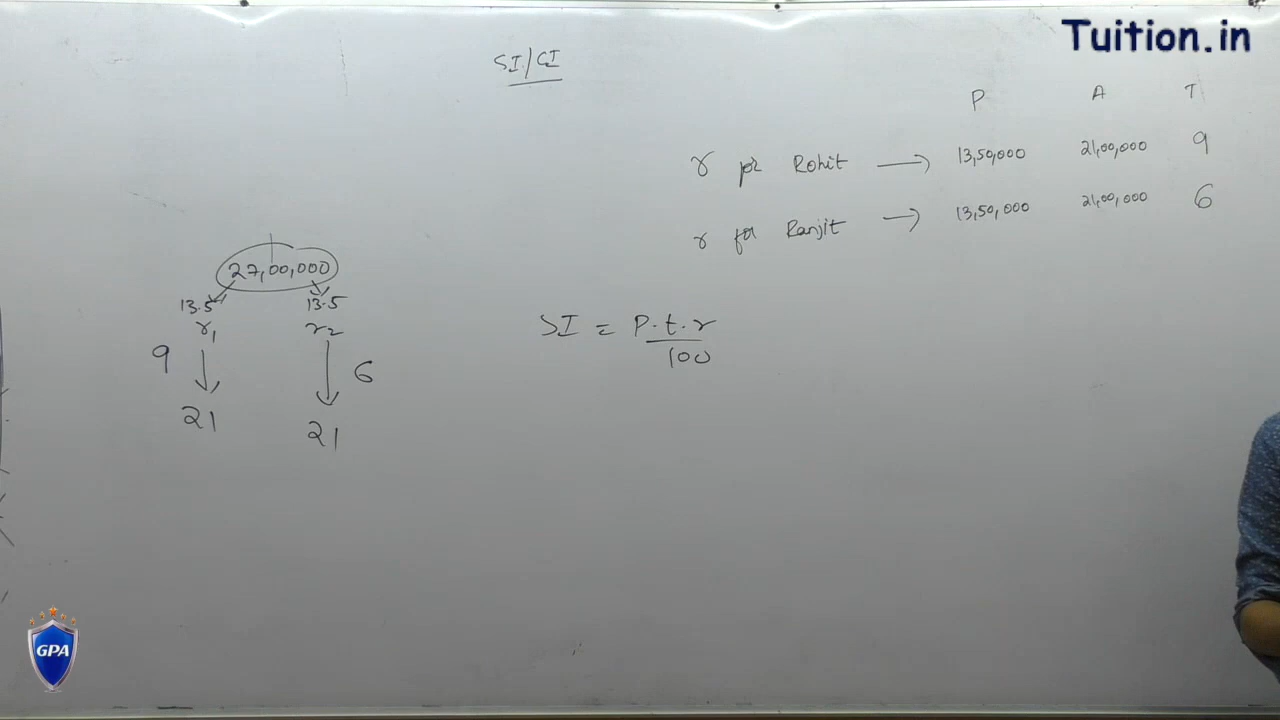 Tuition.in
SI/CI
P A T
r for Rohit → 13,50,000 21,00,000 9
r for Ranjit → 13,50,000 21,00,000 6
27,00,000
13.5 13.5
r1 r2
9 6
21 21
SI = P.t.r
100
GPA